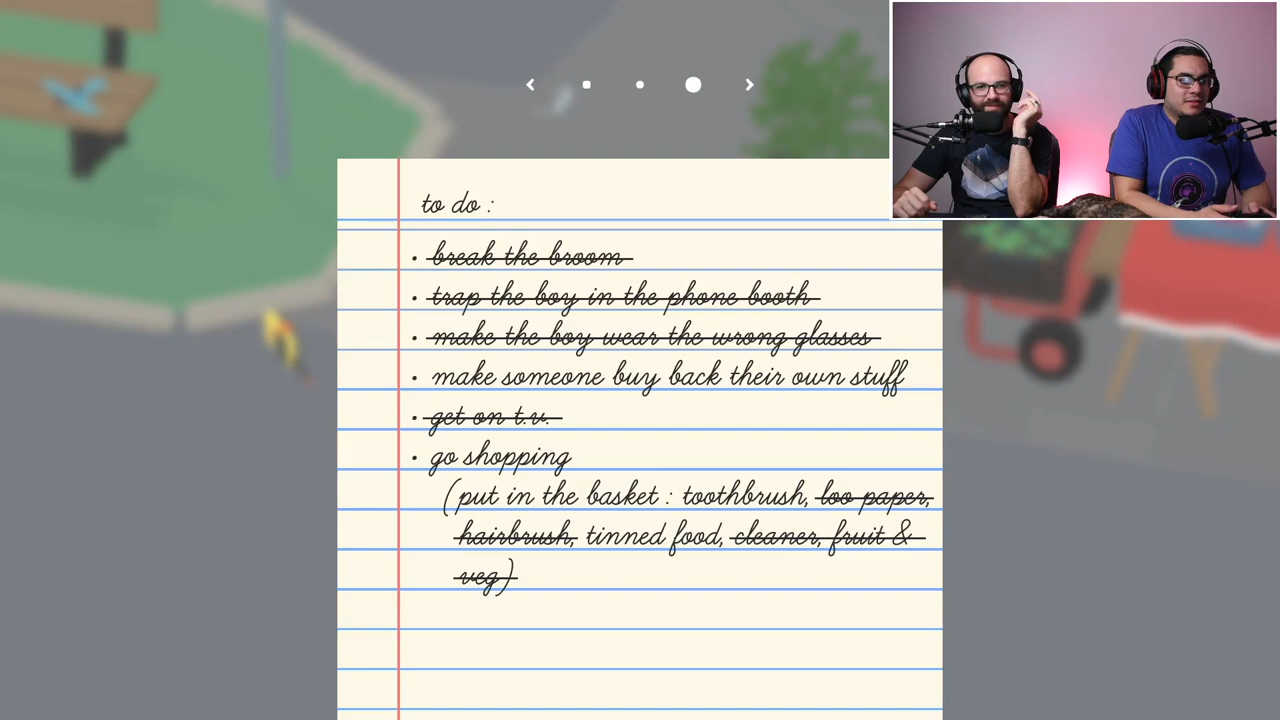 to do :
• break the broom
• trap the boy in the phone booth
• make the boy wear the wrong glasses
• make someone buy back their own stuff
• get on t.v.
• go shopping
(put in the basket : toothbrush, loo paper,
hairbrush, tinned food, cleaner, fruit &
veg)